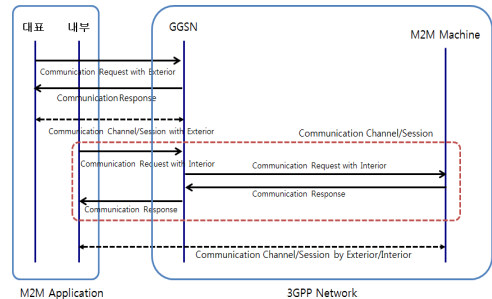 대표 내부 GGSN
M2M Machine
Communication Request with Exterior
Communication Response
Communication Channel/Session with Exterior
Communication Channel/Session
Communication Request with Interior
Communication Request with Interior
Communication Response
Communication Response
Communication Channel/Session by Exterior/Interior
M2M Application
3GPP Network